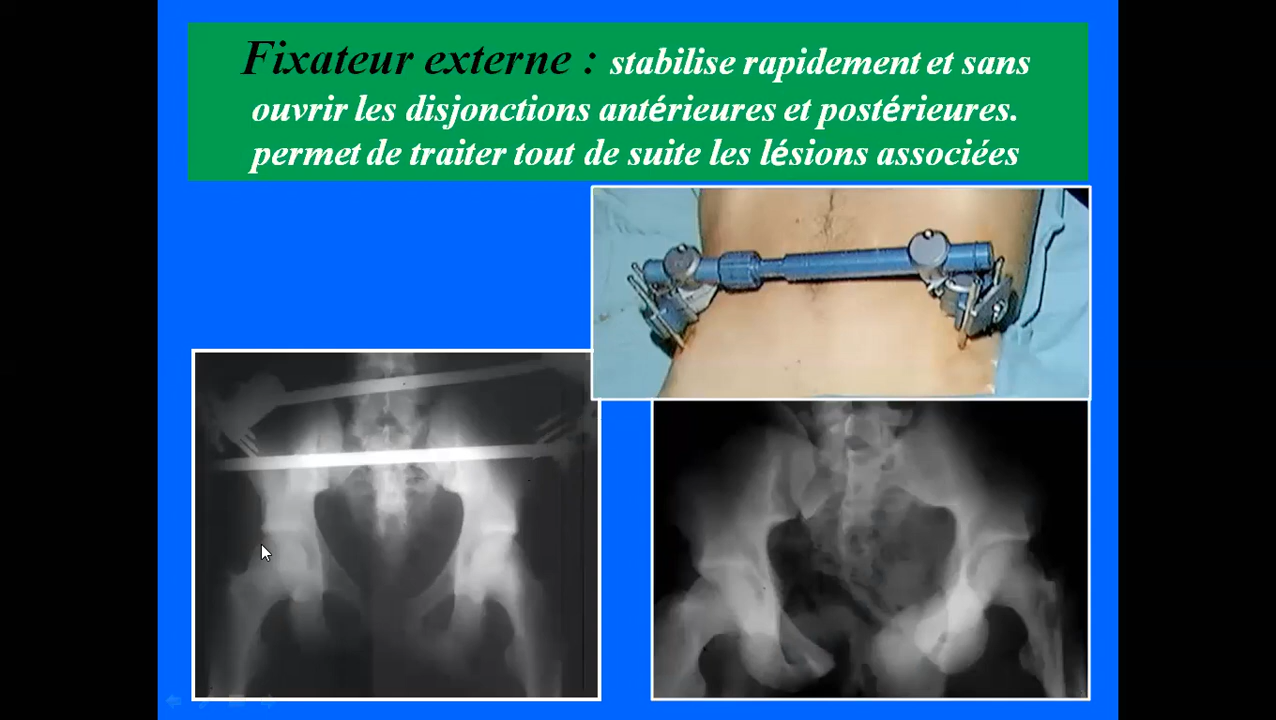 Fixateur externe : stabilise rapidement et sans
ouvrir les disjonctions antérieures et postérieures.
permet de traiter tout de suite les lésions associées